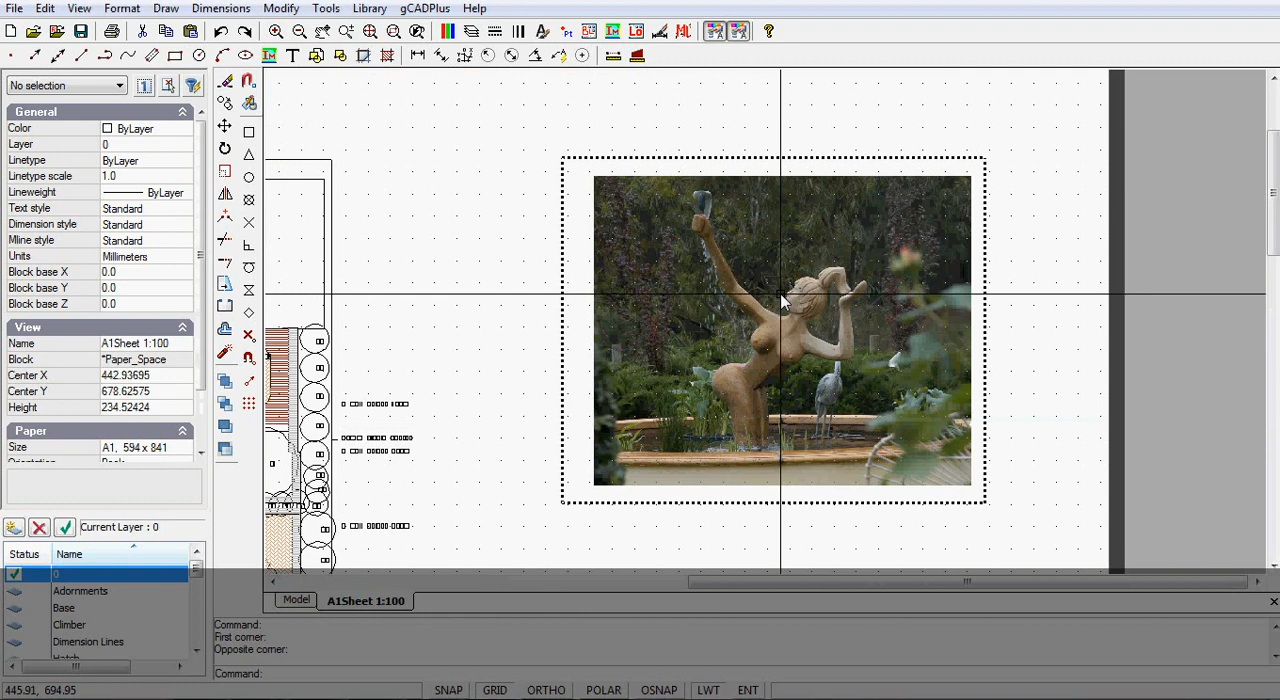 File Edit View Format Draw Dimensions Modify Tools Library gCADPlus Help
No selection
General
Color ByLayer
Layer 0
Linetype ByLayer
Linetype scale 1.0
Lineweight ByLayer
Text style Standard
Dimension style Standard
Mline style Standard
Units Millimeters
Block base X 0.0
Block base Y 0.0
Block base Z 0.0
View
Name A1Sheet 1:100
Block *Paper_Space
Center X 442.93695
Center Y 678.62575
Height 234.52424
Paper
Size A1, 594 x 841
Current Layer : 0
Status Name
0
Adornments
Base
Climber
Dimension Lines
Model A1Sheet 1:100
Command:
First corner:
Opposite corner:
Command:
445.91, 694.95 SNAP GRID ORTHO POLAR OSNAP LWT ENT